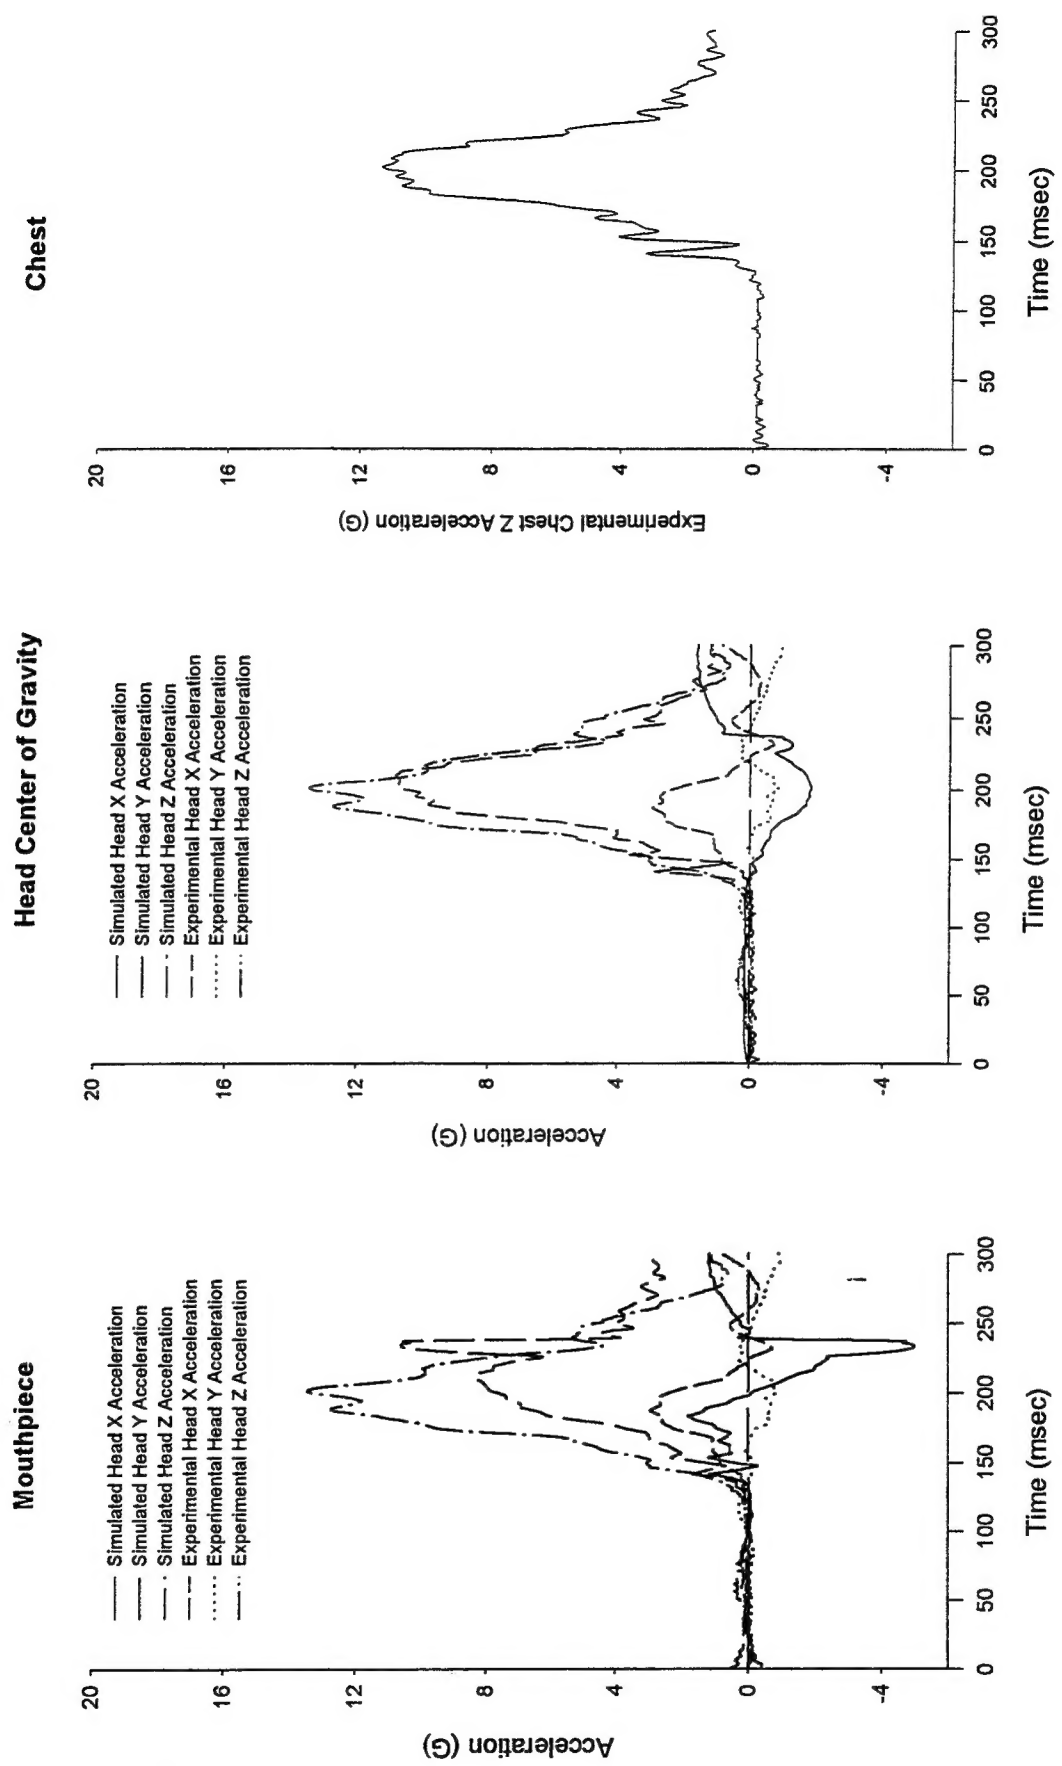 Mouthpiece
Simulated Head X Acceleration
Simulated Head Y Acceleration
Simulated Head Z Acceleration
Experimental Head X Acceleration
Experimental Head Y Acceleration
Experimental Head Z Acceleration
20
16
12
8
4
0
-4
Acceleration (G)
0 50 100 150 200 250 300
Time (msec)
Head Center of Gravity
Simulated Head X Acceleration
Simulated Head Y Acceleration
Simulated Head Z Acceleration
Experimental Head X Acceleration
Experimental Head Y Acceleration
Experimental Head Z Acceleration
20
16
12
8
4
0
-4
Acceleration (G)
0 50 100 150 200 250 300
Time (msec)
Chest
20
16
12
8
4
0
-4
Experimental Chest Z Acceleration (G)
0 50 100 150 200 250 300
Time (msec)